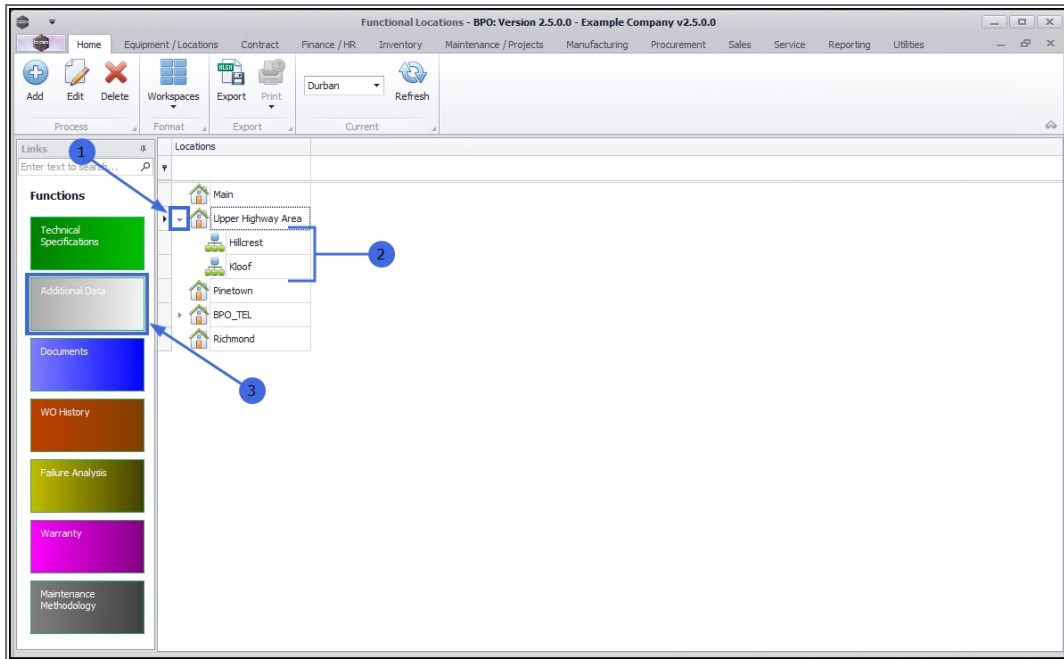 Functional Locations - BPO: Version 2.5.0.0 - Example Company v2.5.0.0
Home Equipment / Locations Contract Finance / HR Inventory Maintenance / Projects Manufacturing Procurement Sales Service Reporting Utilities
Add Edit Delete Workspaces Export Print Durban Refresh
Process Format Export Current
Links
Enter text to search...
Locations
1
Functions
Technical
Specifications
Additional Data
Documents
WO History
Failure Analysis
Warranty
Maintenance
Methodology
Main
Upper Highway Area
Hillcrest
Kloof
Pinetown
BPO_TEL
Richmond
2
3